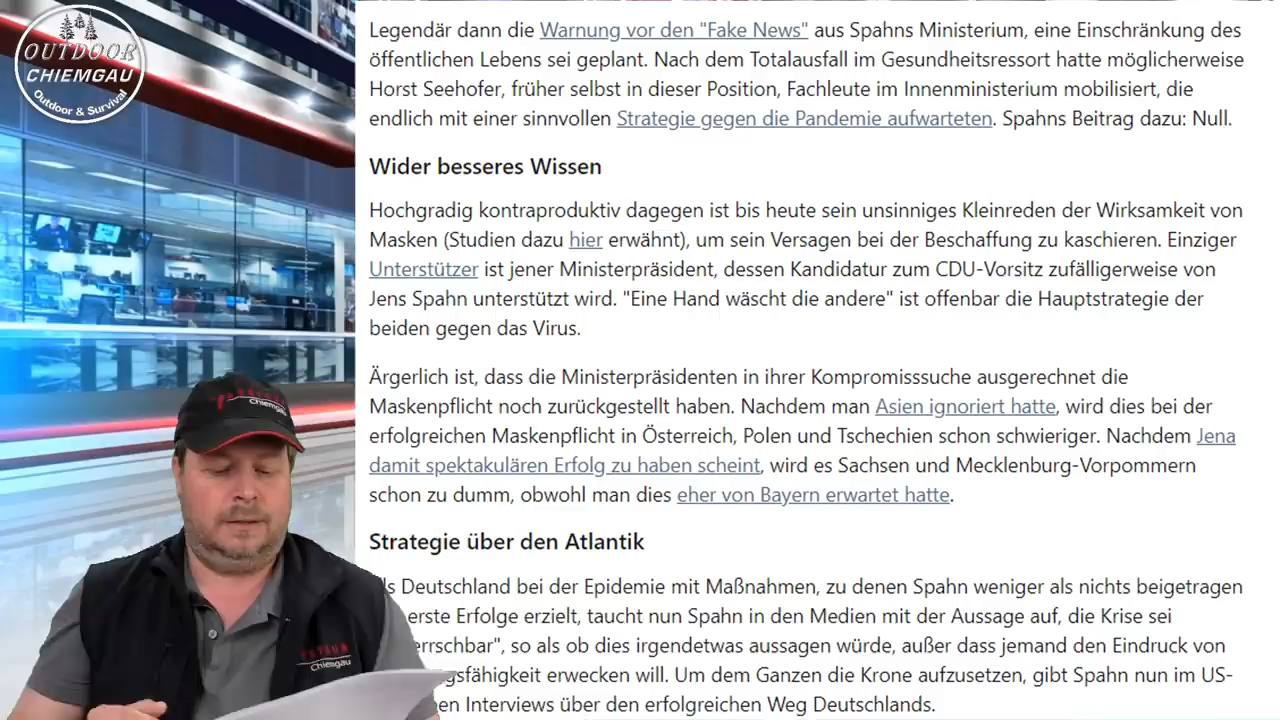 OUTDOOR
CHIEMGAU
Outdoor & Survival
Legendär dann die Warnung vor den "Fake News" aus Spahns Ministerium, eine Einschränkung des
öffentlichen Lebens sei geplant. Nach dem Totalausfall im Gesundheitsressort hatte möglicherweise
Horst Seehofer, früher selbst in dieser Position, Fachleute im Innenministerium mobilisiert, die
endlich mit einer sinnvollen Strategie gegen die Pandemie aufwarteten. Spahns Beitrag dazu: Null.
Wider besseres Wissen
Hochgradig kontraproduktiv dagegen ist bis heute sein unsinniges Kleinreden der Wirksamkeit von
Masken (Studien dazu hier erwähnt), um sein Versagen bei der Beschaffung zu kaschieren. Einziger
Unterstützer ist jener Ministerpräsident, dessen Kandidatur zum CDU-Vorsitz zufälligerweise von
Jens Spahn unterstützt wird. "Eine Hand wäscht die andere" ist offenbar die Hauptstrategie der
beiden gegen das Virus.
Ärgerlich ist, dass die Ministerpräsidenten in ihrer Kompromisssuche ausgerechnet die
Maskenpflicht noch zurückgestellt haben. Nachdem man Asien ignoriert hatte, wird dies bei der
erfolgreichen Maskenpflicht in Österreich, Polen und Tschechien schon schwieriger. Nachdem Jena
damit spektakulären Erfolg zu haben scheint, wird es Sachsen und Mecklenburg-Vorpommern
schon zu dumm, obwohl man dies eher von Bayern erwartet hatte.
Strategie über den Atlantik
ls Deutschland bei der Epidemie mit Maßnahmen, zu denen Spahn weniger als nichts beigetragen
erste Erfolge erzielt, taucht nun Spahn in den Medien mit der Aussage auf, die Krise sei
errschbar", so als ob dies irgendetwas aussagen würde, außer dass jemand den Eindruck von
gsfähigkeit erwecken will. Um dem Ganzen die Krone aufzusetzen, gibt Spahn nun im US-
en Interviews über den erfolgreichen Weg Deutschlands.
Chiemgau
Chiemgau